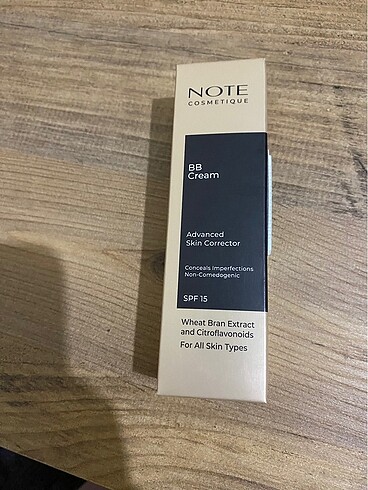 NOTE
COSMETIQUE
BB
Cream
Advanced
Skin Corrector
Conceals Imperfections
Non-Comedogenic
SPF 15
Wheat Bran Extract
and Citroflavonoids
For All Skin Types